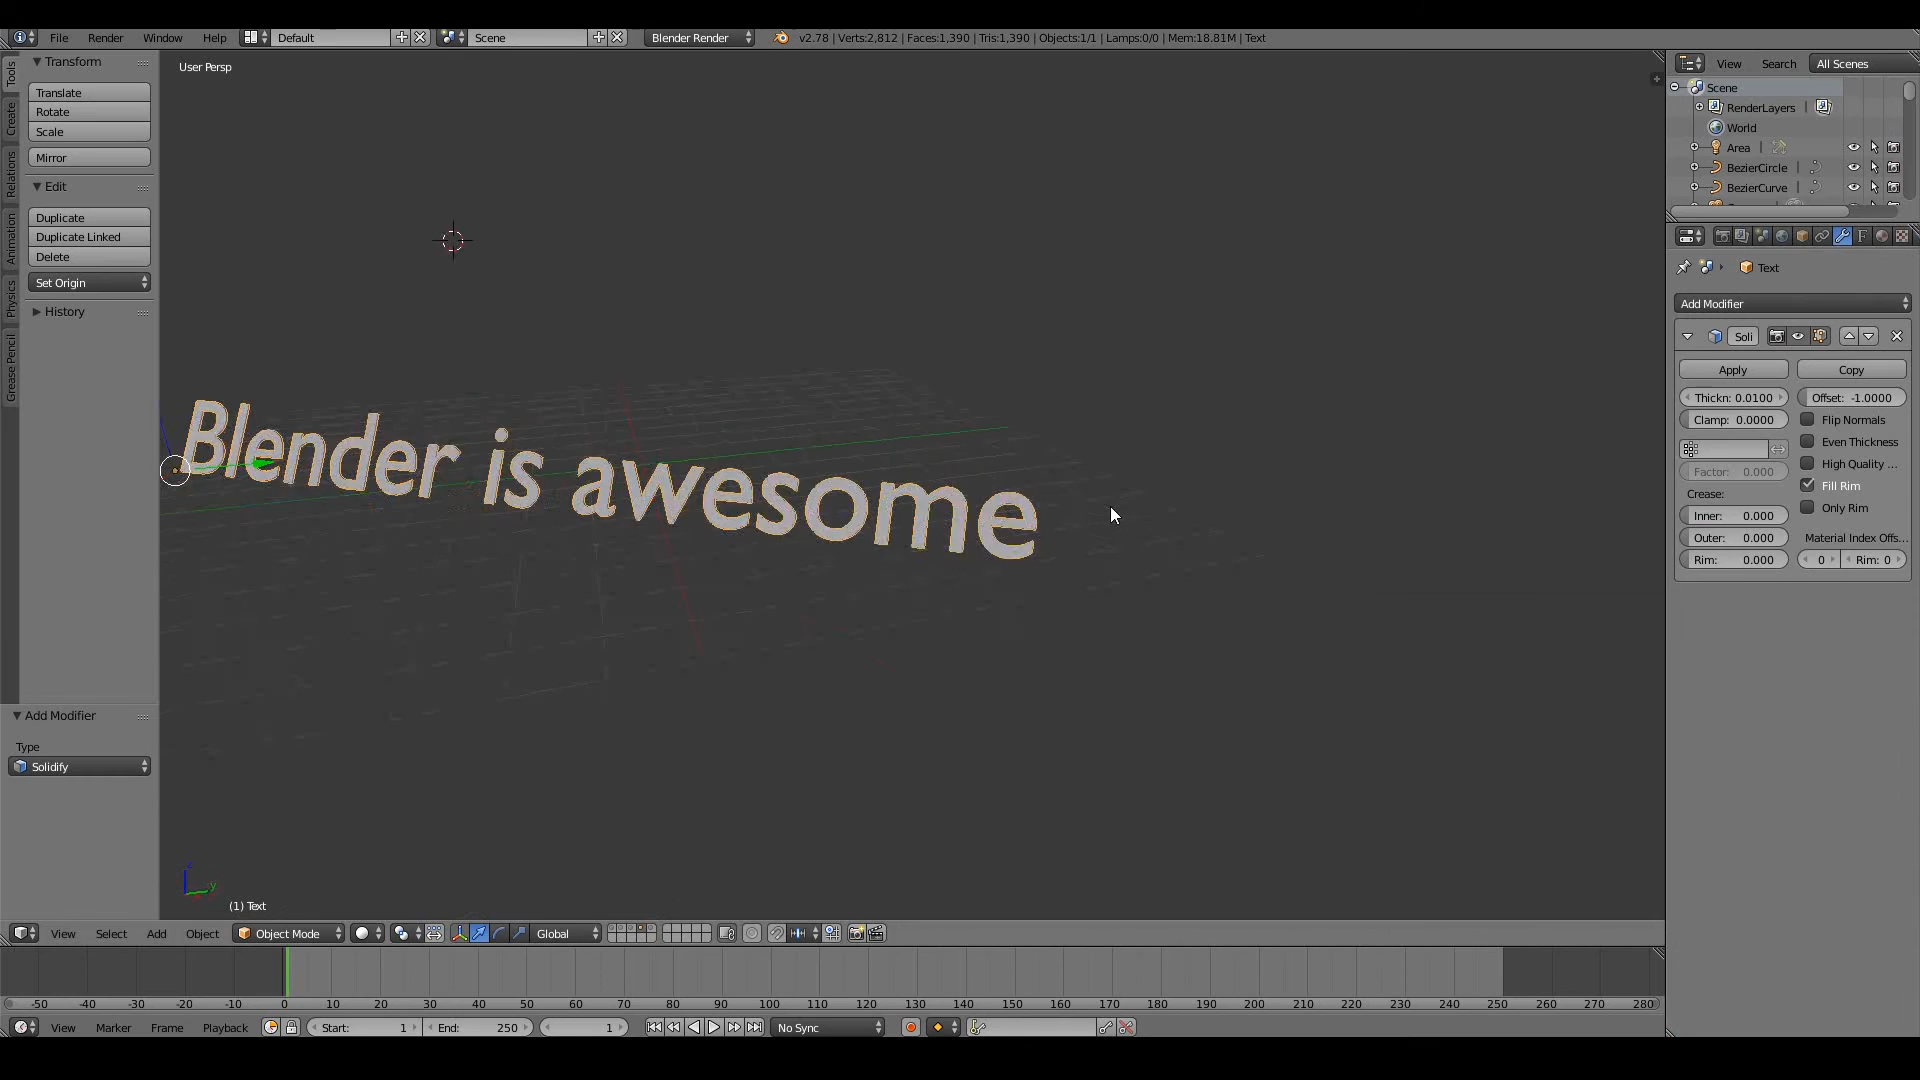 File Render Window Help Default Scene Blender Render v2.78 | Verts:2,812 | Faces:1,390 | Tris:1,390 | Objects:1/1 | Lamps:0/0 | Mem:18.81M | Text
Tools
Create
Relations
Animation
Physics
Grease Pencil
Transform
Translate
Rotate
Scale
Mirror
Edit
Duplicate
Duplicate Linked
Delete
Set Origin
History
Add Modifier
Type
Solidify
User Persp
Blender is awesome
z
y
(1) Text
View Select Add Object Object Mode Global
-50 -40 -30 -20 -10 0 10 20 30 40 50 60 70 80 90 100 110 120 130 140 150 160 170 180 190 200 210 220 230 240 250 260 270 280
View Marker Frame Playback Start: 1 End: 250 1 No Sync
View Search All Scenes
Scene
RenderLayers |
World
Area |
BezierCircle |
BezierCurve |
Text
Add Modifier
Soli
Apply Copy
Thickn: 0.0100 Offset: -1.0000
Clamp: 0.0000 Flip Normals
Even Thickness
Factor: 0.000 High Quality ...
Crease: Fill Rim
Inner: 0.000 Only Rim
Outer: 0.000 Material Index Offs...
Rim: 0.000 0 Rim: 0